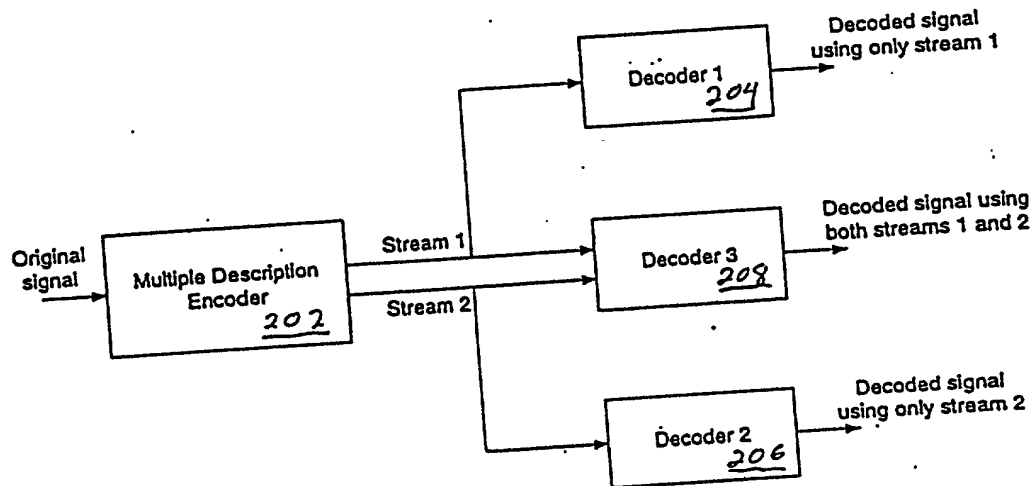 Decoded signal
using only stream 1
Decoder 1
204
Decoded signal using
both streams 1 and 2
Stream 1
Original
signal
Multiple Description
Encoder
202
Decoder 3
208
Stream 2
Decoded signal
using only stream 2
Decoder 2
206